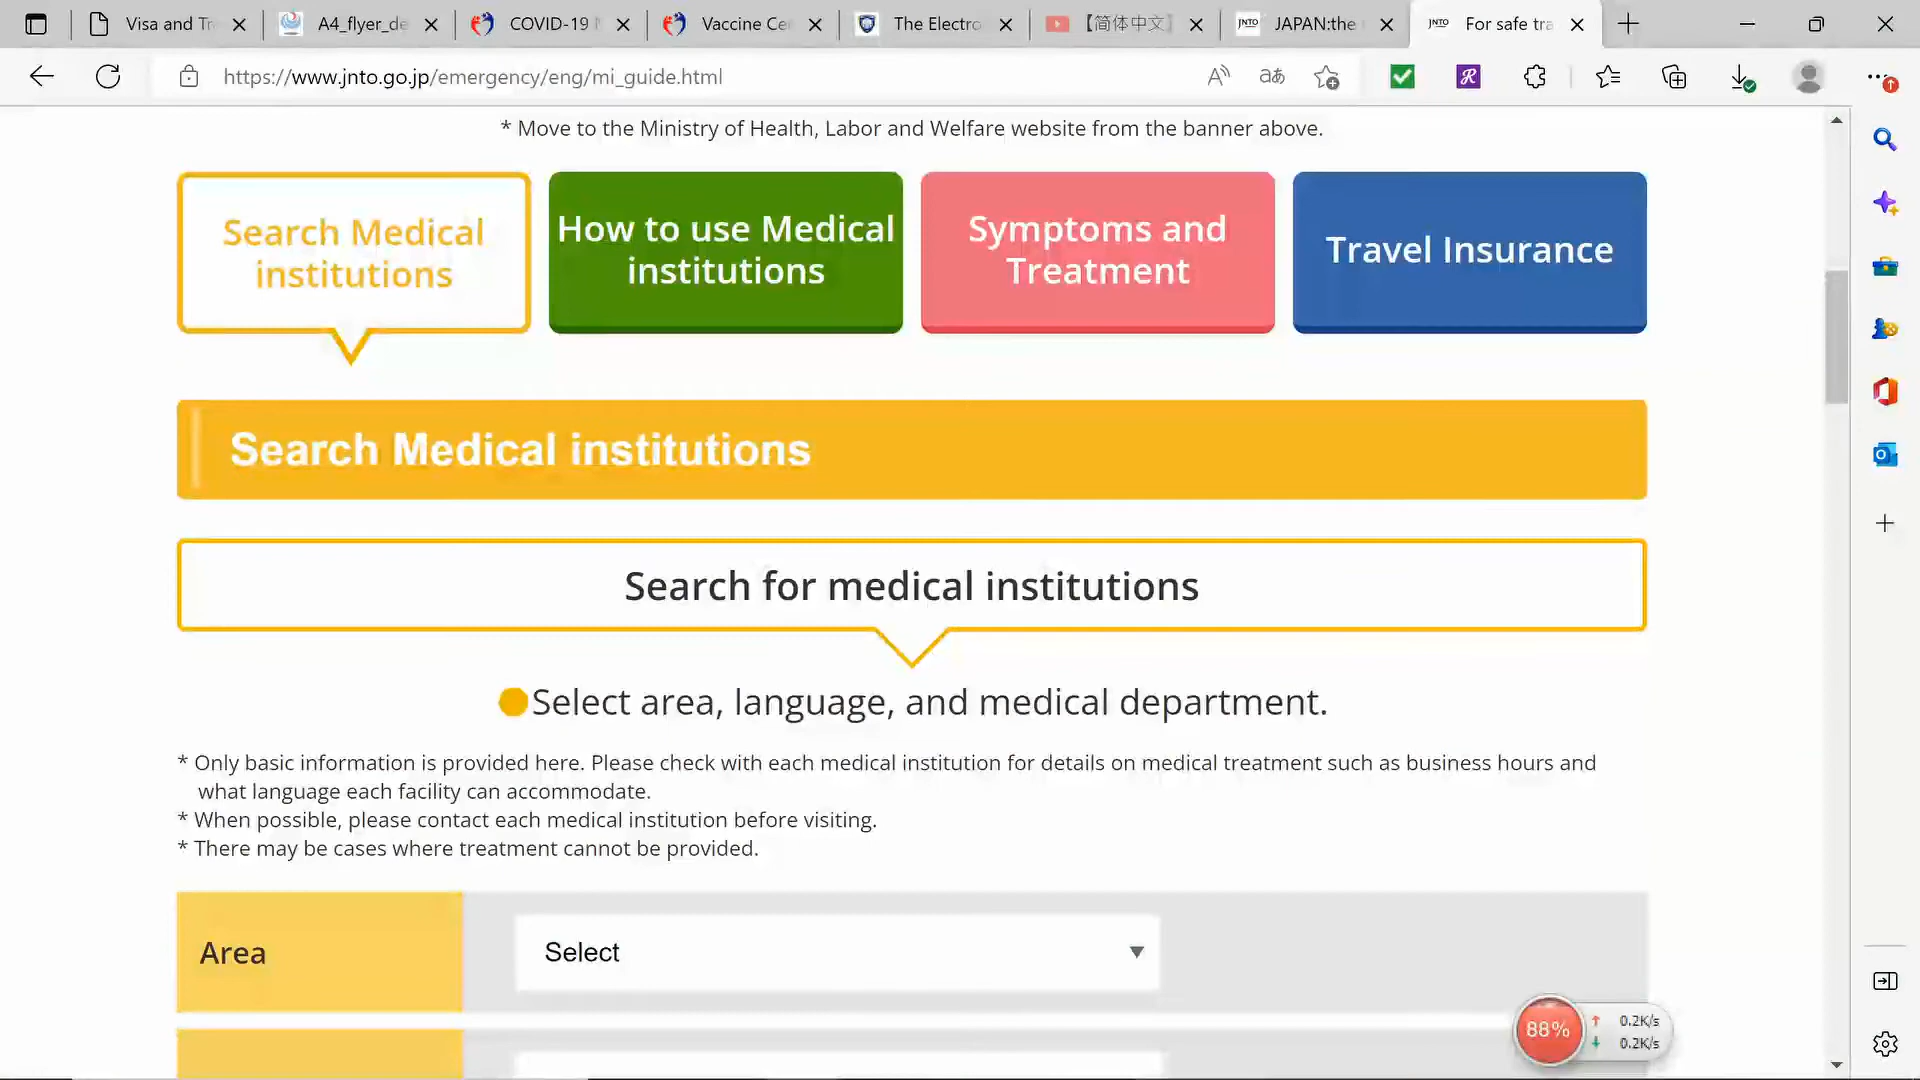 Visa and Tr
A4_flyer_de
COVID-19
Vaccine Ce
The Electro
【简体中文】
JNTO
JAPAN:the
JNTO
For safe tra
https://www.jnto.go.jp/emergency/eng/mi_guide.html
* Move to the Ministry of Health, Labor and Welfare website from the banner above.
Search Medical
institutions
How to use Medical
institutions
Symptoms and
Treatment
Travel Insurance
Search Medical institutions
Search for medical institutions
Select area, language, and medical department.
* Only basic information is provided here. Please check with each medical institution for details on medical treatment such as business hours and
what language each facility can accommodate.
* When possible, please contact each medical institution before visiting.
* There may be cases where treatment cannot be provided.
Area
Select
88%
0.2K/s
0.2K/s